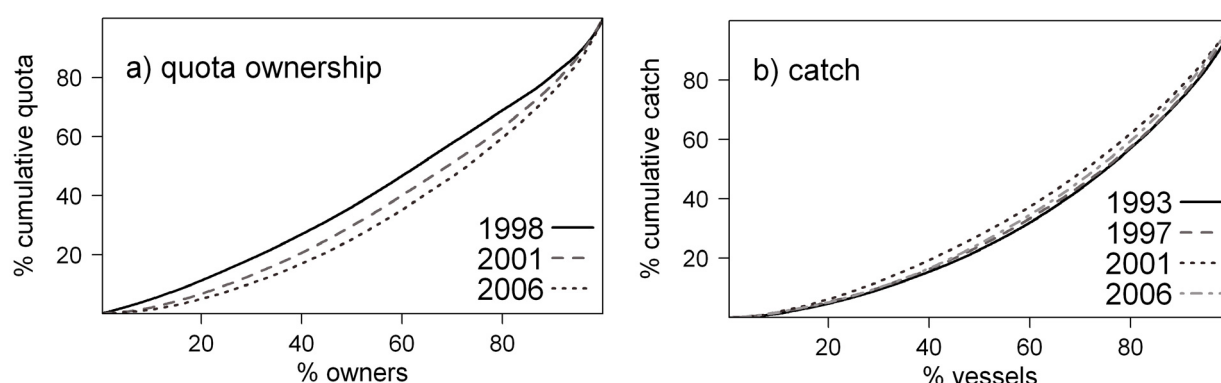 a) quota ownership
% cumulative quota
80
60
40
20
1998
2001
2006
20 40 60 80
% owners
b) catch
% cumulative catch
80
60
40
20
1993
1997
2001
2006
20 40 60 80
% vessels